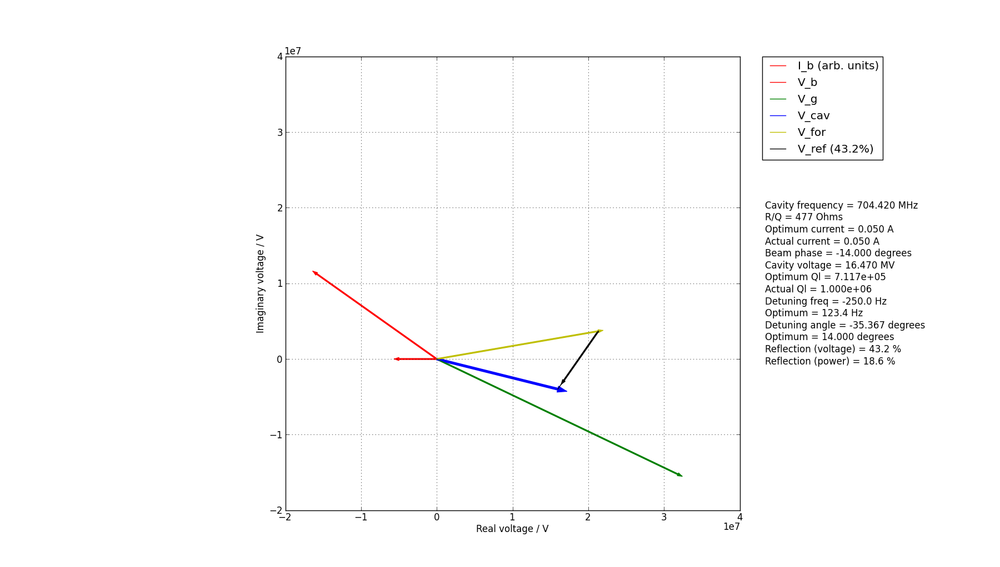 1e7
4
3
2
1
0
−1
−2
Imaginary voltage / V
−2
−1
0
1
2
3
4
1e7
Real voltage / V
I_b (arb. units)
V_b
V_g
V_cav
V_for
V_ref (43.2%)
Cavity frequency = 704.420 MHz
R/Q = 477 Ohms
Optimum current = 0.050 A
Actual current = 0.050 A
Beam phase = -14.000 degrees
Cavity voltage = 16.470 MV
Optimum Ql = 7.117e+05
Actual Ql = 1.000e+06
Detuning freq = -250.0 Hz
Optimum = 123.4 Hz
Detuning angle = -35.367 degrees
Optimum = 14.000 degrees
Reflection (voltage) = 43.2 %
Reflection (power) = 18.6 %